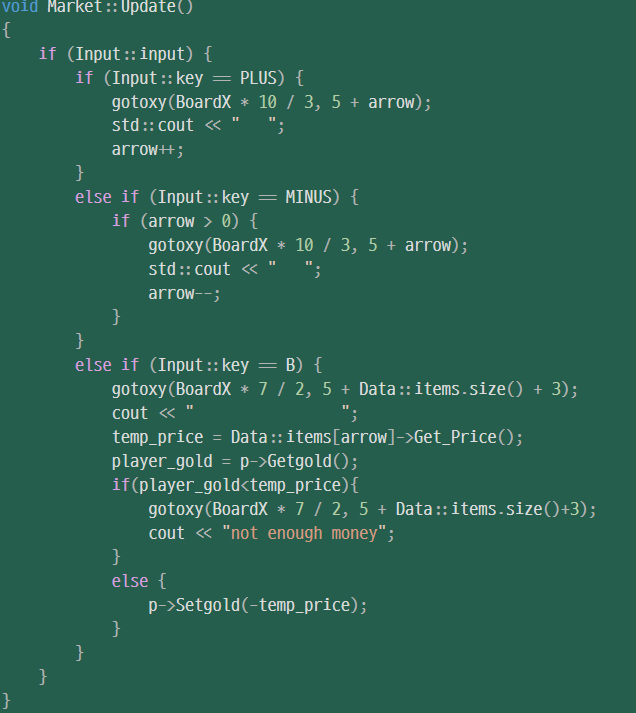 void Market::Update()
{
    if (Input::input) {
        if (Input::key == PLUS) {
            gotoxy(BoardX * 10 / 3, 5 + arrow);
            std::cout << "   ";
            arrow++;
        }
        else if (Input::key == MINUS) {
            if (arrow > 0) {
                gotoxy(BoardX * 10 / 3, 5 + arrow);
                std::cout << "   ";
                arrow--;
            }
        }
        else if (Input::key == B) {
            gotoxy(BoardX * 7 / 2, 5 + Data::items.size() + 3);
            cout << "                ";
            temp_price = Data::items[arrow]->Get_Price();
            player_gold = p->Getgold();
            if(player_gold<temp_price){
                gotoxy(BoardX * 7 / 2, 5 + Data::items.size()+3);
                cout << "not enough money";
            }
            else {
                p->Setgold(-temp_price);
            }
        }
    }
}